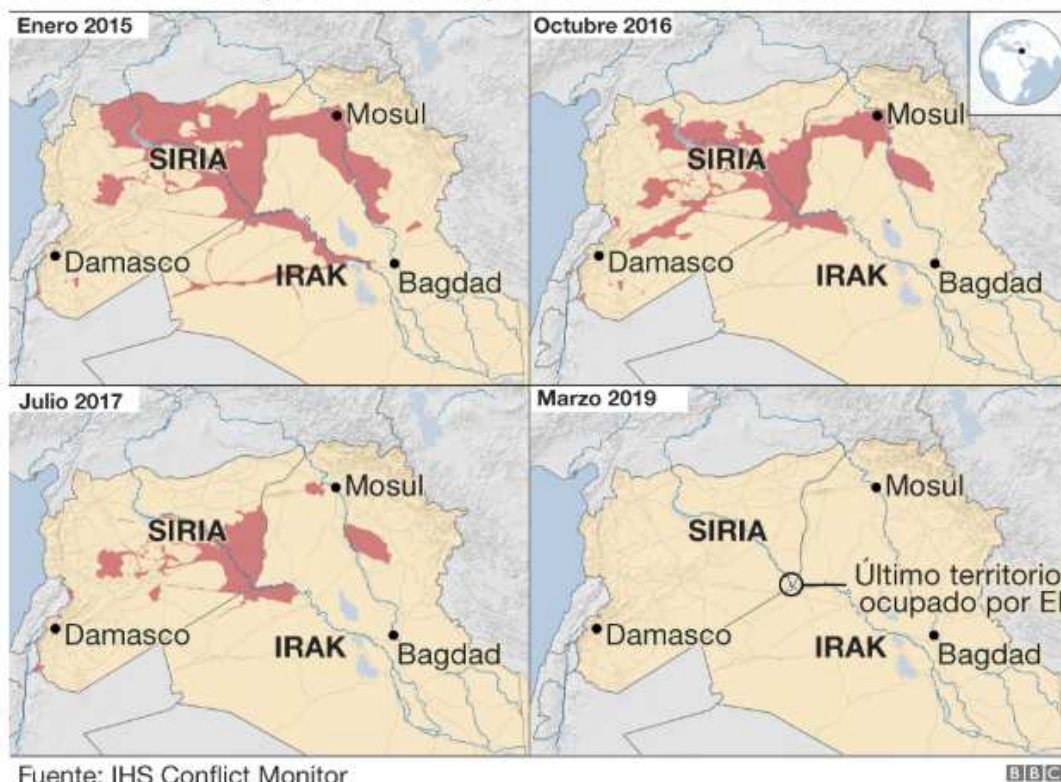 Enero 2015
Octubre 2016
Mosul
SIRIA
Damasco
IRAK
Bagdad
Mosul
SIRIA
Damasco
IRAK
Bagdad
Julio 2017
Marzo 2019
Mosul
SIRIA
Damasco
IRAK
Bagdad
Mosul
SIRIA
Último territorio
ocupado por EI
Damasco
IRAK
Bagdad
Fuente: IHS Conflict Monitor
BBC